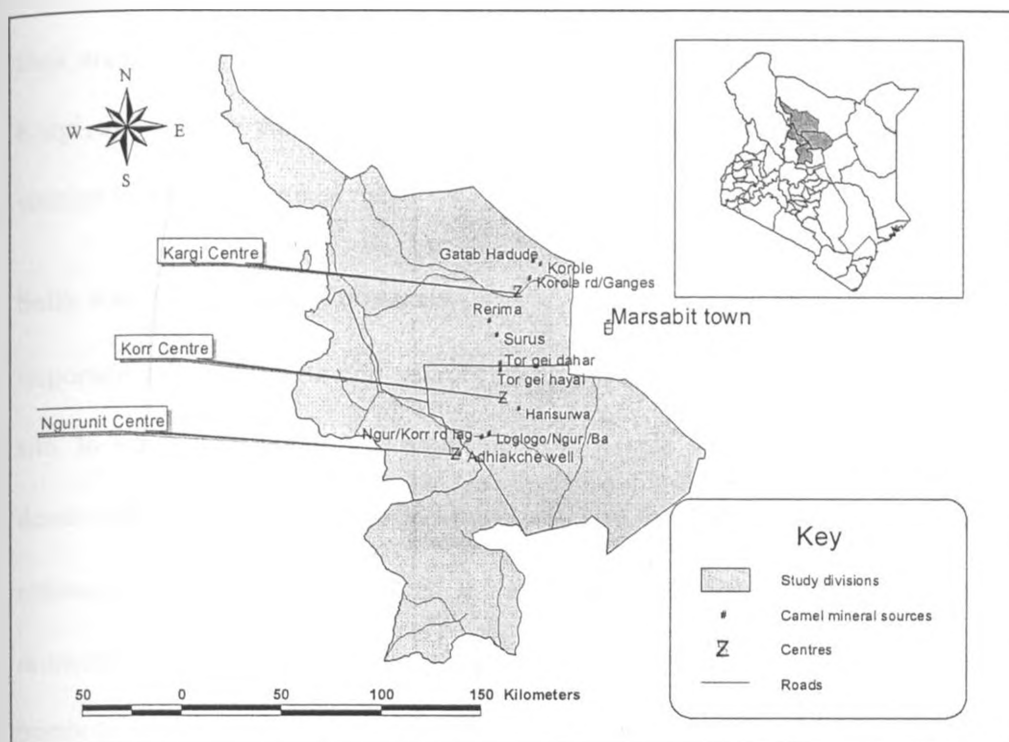 N
W
E
S
Kargi Centre
Gatab Hadude
Korole
Korole rd/Ganges
Z
Rerima
Marsabit town
Surus
Korr Centre
Tor gei dahar
Tor gei hayal
Z
Harisurwa
Ngurunit Centre
Ngur/Korr rd lag
Loglogo/Ngur/Ba
Z
Adhiakche well
Key
Study divisions
Camel mineral sources
Z
Centres
Roads
50 0 50 100 150 Kilometers